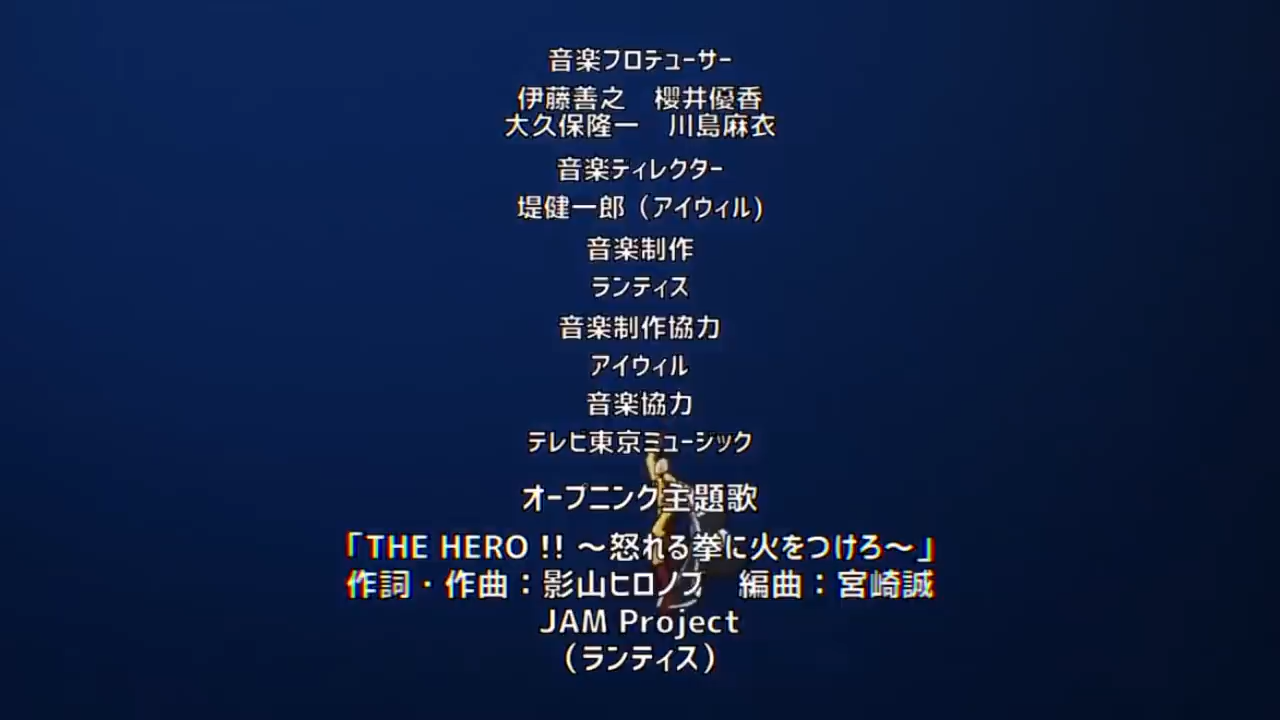 音楽プロデューサー
伊藤善之　櫻井優香
大久保隆一　川島麻衣
音楽ディレクター
堤健一郎（アイウィル）
音楽制作
ランティス
音楽制作協力
アイウィル
音楽協力
テレビ東京ミュージック
オープニング主題歌
「THE HERO !! ～怒れる拳に火をつけろ～」
作詞・作曲：影山ヒロノブ　編曲：宮崎誠
JAM Project
（ランティス）